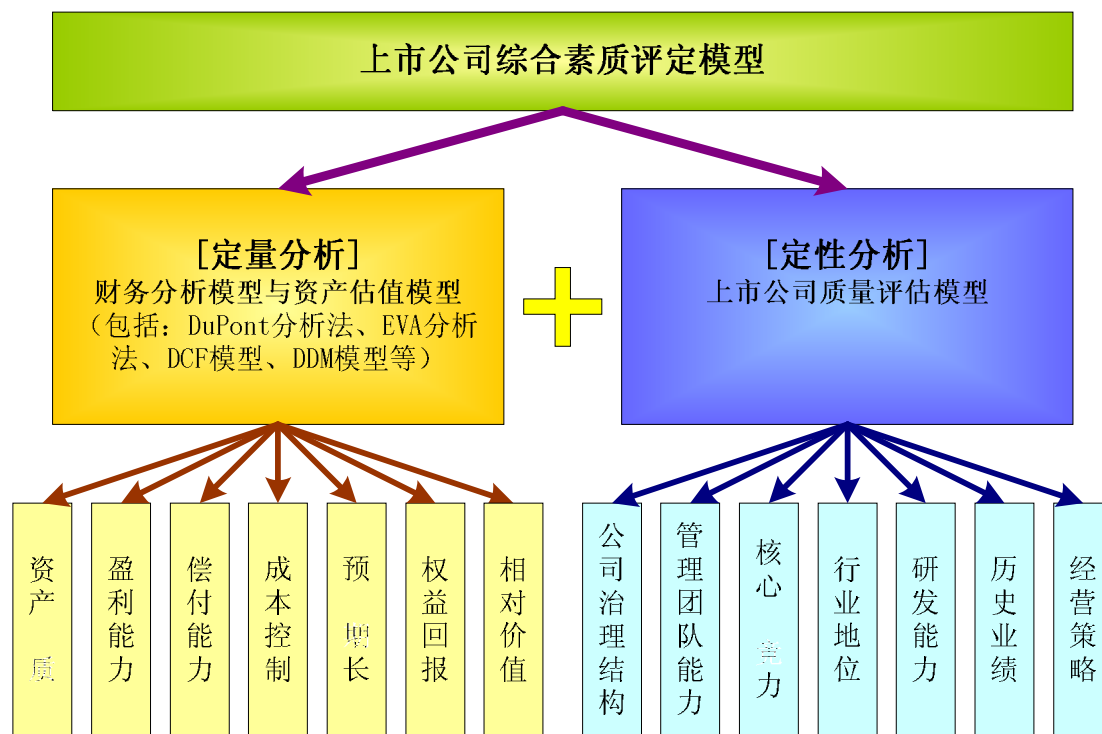 上市公司综合素质评定模型
[定量分析]
财务分析模型与资产估值模型
（包括：DuPont分析法、EVA分析
法、DCF模型、DDM模型等）
[定性分析]
上市公司质量评估模型
资产 质
盈利能力
偿付能力
成本控制
预 增长
权益回报
相对价值
公司治理结构
管理团队能力
核心 能力
行业地位
研发能力
历史业绩
经营策略